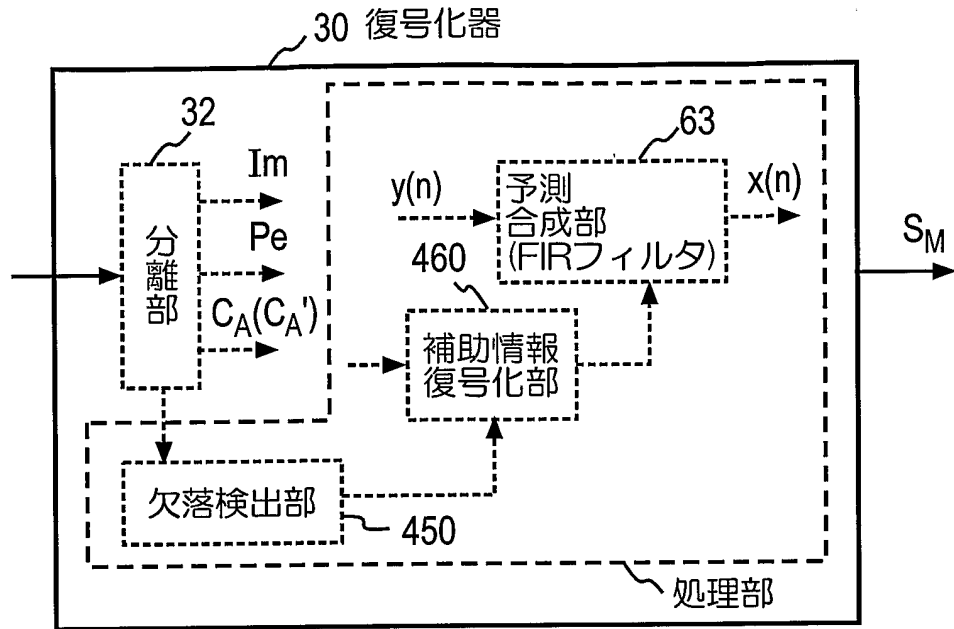 30 復号化器
32
63
Im
y(n)
予測
合成部
(FIRフィルタ)
x(n)
分離部
Pe
460
S_M
C_A(C_A')
補助情報
復号化部
欠落検出部
450
処理部